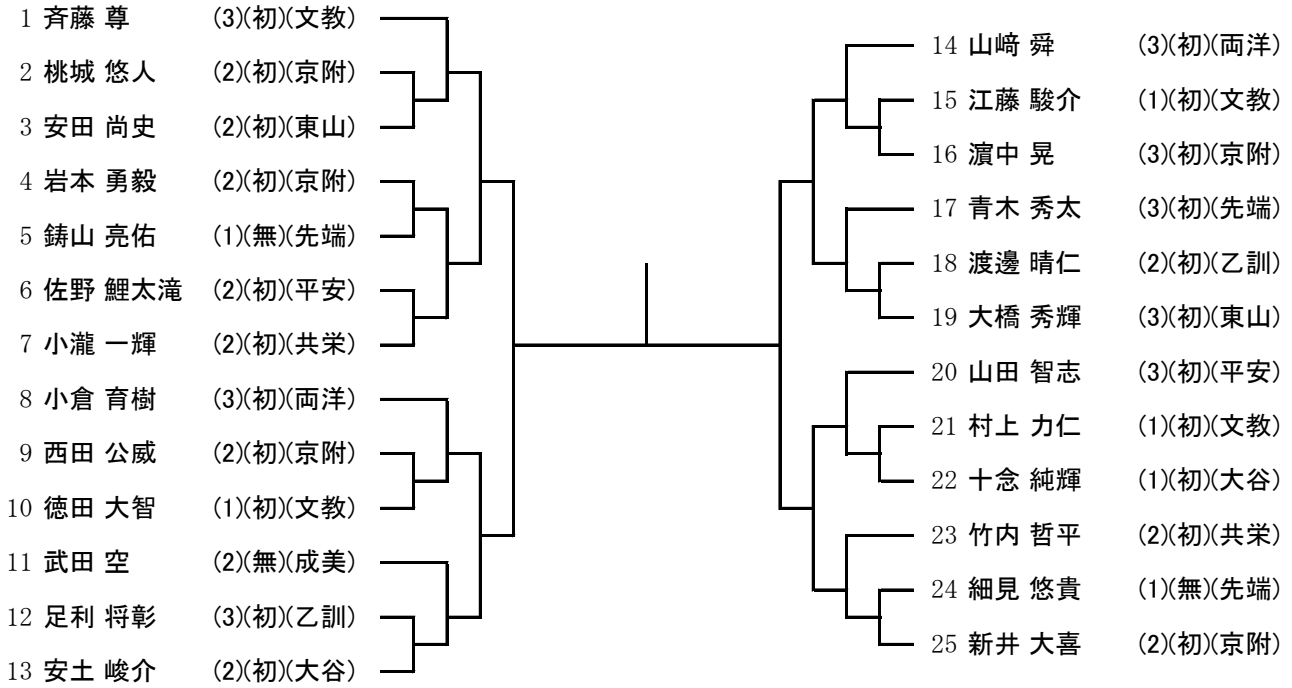 1 斉藤 尊 (3)(初)(文教)
2 桃城 悠人 (2)(初)(京附)
3 安田 尚史 (2)(初)(東山)
4 岩本 勇毅 (2)(初)(京附)
5 鋳山 亮佑 (1)(無)(先端)
6 佐野 鯉太滝 (2)(初)(平安)
7 小瀧 一輝 (2)(初)(共栄)
8 小倉 育樹 (3)(初)(両洋)
9 西田 公威 (2)(初)(京附)
10 徳田 大智 (1)(初)(文教)
11 武田 空 (2)(無)(成美)
12 足利 将彰 (3)(初)(乙訓)
13 安土 峻介 (2)(初)(大谷)
14 山﨑 舜 (3)(初)(両洋)
15 江藤 駿介 (1)(初)(文教)
16 濵中 晃 (3)(初)(京附)
17 青木 秀太 (3)(初)(先端)
18 渡邊 晴仁 (2)(初)(乙訓)
19 大橋 秀輝 (3)(初)(東山)
20 山田 智志 (3)(初)(平安)
21 村上 力仁 (1)(初)(文教)
22 十念 純輝 (1)(初)(大谷)
23 竹内 哲平 (2)(初)(共栄)
24 細見 悠貴 (1)(無)(先端)
25 新井 大喜 (2)(初)(京附)